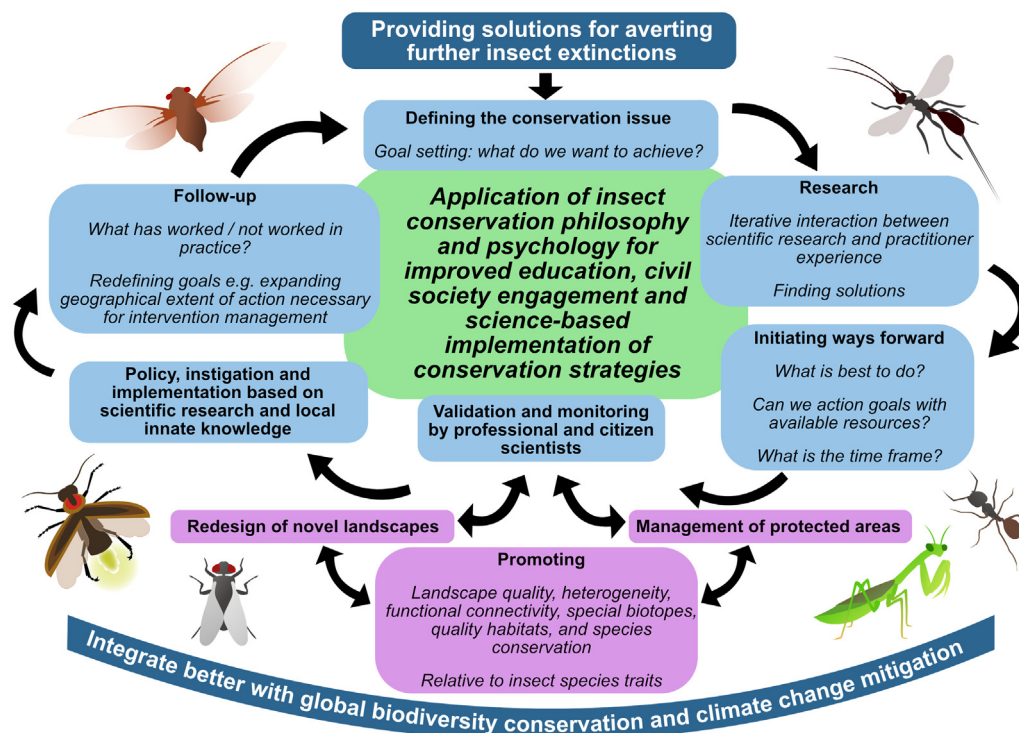 Providing solutions for averting
further insect extinctions
Defining the conservation issue
Goal setting: what do we want to achieve?
Application of insect
conservation philosophy
and psychology for
improved education, civil
society engagement and
science-based
implementation of
conservation strategies
Research
Iterative interaction between
scientific research and practitioner
experience
Finding solutions
Initiating ways forward
What is best to do?
Can we action goals with
available resources?
What is the time frame?
Follow-up
What has worked / not worked in
practice?
Redefining goals e.g. expanding
geographical extent of action necessary
for intervention management
Policy, instigation and
implementation based on
scientific research and local
innate knowledge
Validation and monitoring
by professional and citizen
scientists
Redesign of novel landscapes
Management of protected areas
Promoting
Landscape quality, heterogeneity,
functional connectivity, special biotopes,
quality habitats, and species
conservation
Relative to insect species traits
Integrate better with global biodiversity conservation and climate change mitigation